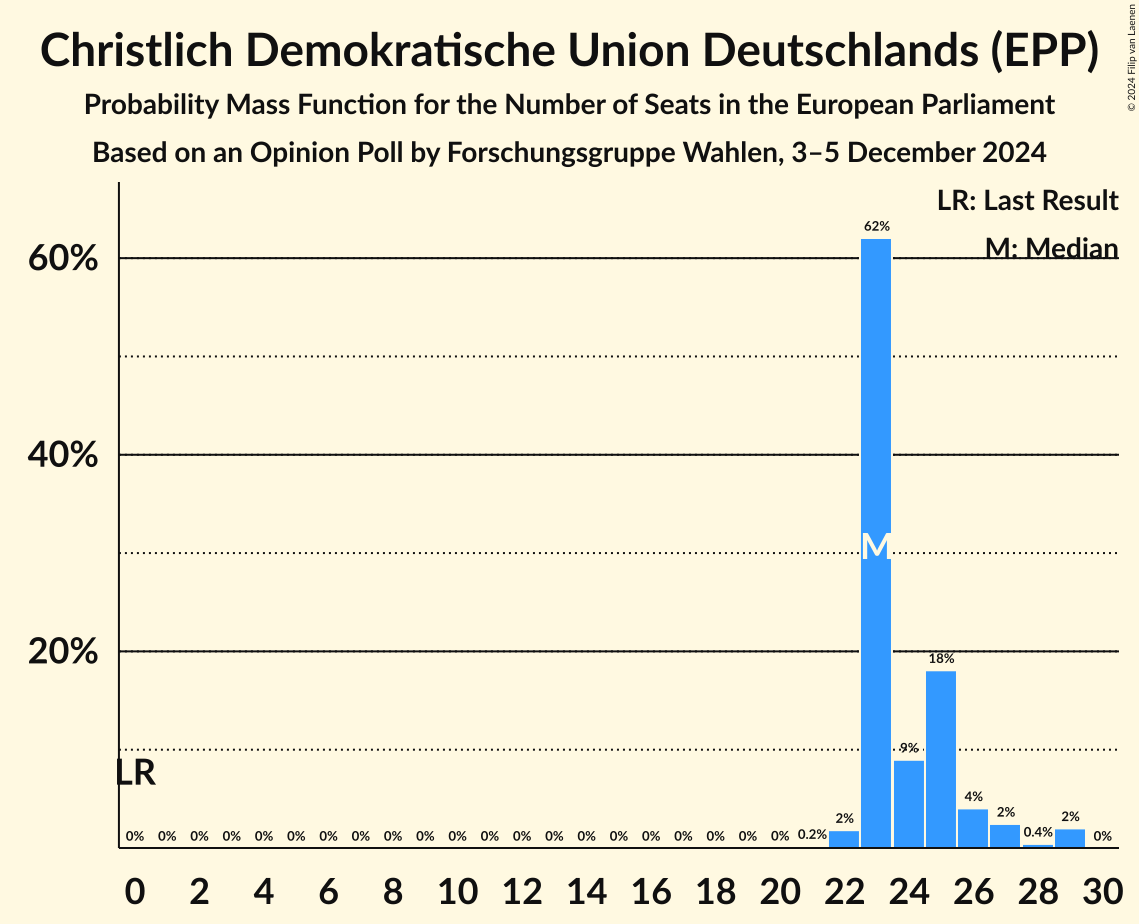 Christlich Demokratische Union Deutschlands (EPP)
Probability Mass Function for the Number of Seats in the European Parliament
Based on an Opinion Poll by Forschungsgruppe Wahlen, 3–5 December 2024
© 2024 Filip van Laenen
LR: Last Result
M: Median
62%
60%
40%
M
20%
18%
9%
LR
4%
2%
2%
0.4%
2%
0% 0% 0% 0% 0% 0% 0% 0% 0% 0% 0% 0% 0% 0% 0% 0% 0% 0% 0% 0% 0% 0.2% 0%
0 2 4 6 8 10 12 14 16 18 20 22 24 26 28 30